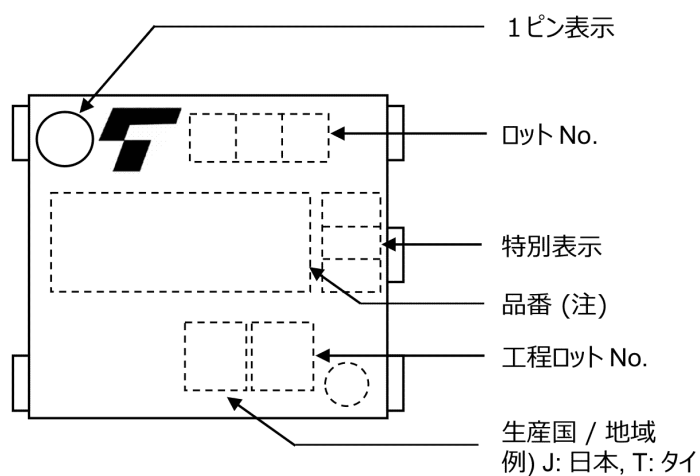 1ピン表示
ロット No.
特別表示
品番 (注)
工程ロット No.
生産国 / 地域
例) J: 日本, T: タイ